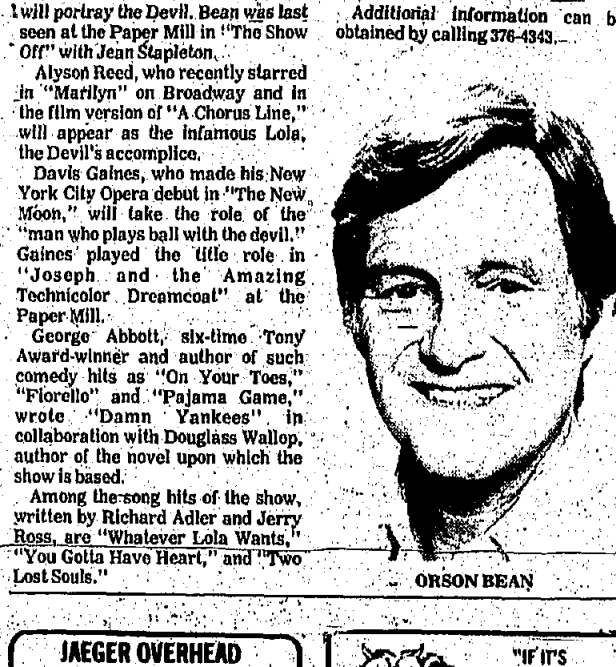 will portray the Devil. Bean was last
seen at the Paper Mill in "The Show
Off" with Jean Stapleton.
Alyson Reed, who recently starred
in "Marilyn" on Broadway and in
the film version of "A Chorus Line,"
will appear as the infamous Lola,
the Devil's accomplice.
Davis Gaines, who made his New
York City Opera debut in "The New
Moon," will take the role of the
"man who plays ball with the devil."
Gaines played the title role in
"Joseph and the Amazing
Technicolor Dreamcoat" at the
Paper Mill.
George Abbott, six-time Tony
Award-winner and author of such
comedy hits as "On Your Toes,"
"Fiorello" and "Pajama Game,"
wrote "Damn Yankees" in
collaboration with Douglass Wallop,
author of the novel upon which the
show is based.
Among the song hits of the show,
written by Richard Adler and Jerry
Ross, are "Whatever Lola Wants,"
"You Gotta Have Heart," and "Two
Lost Souls."
Additional information can b
obtained by calling 376-4343.
ORSON BEAN
JAEGER OVERHEAD
"IF IT'S